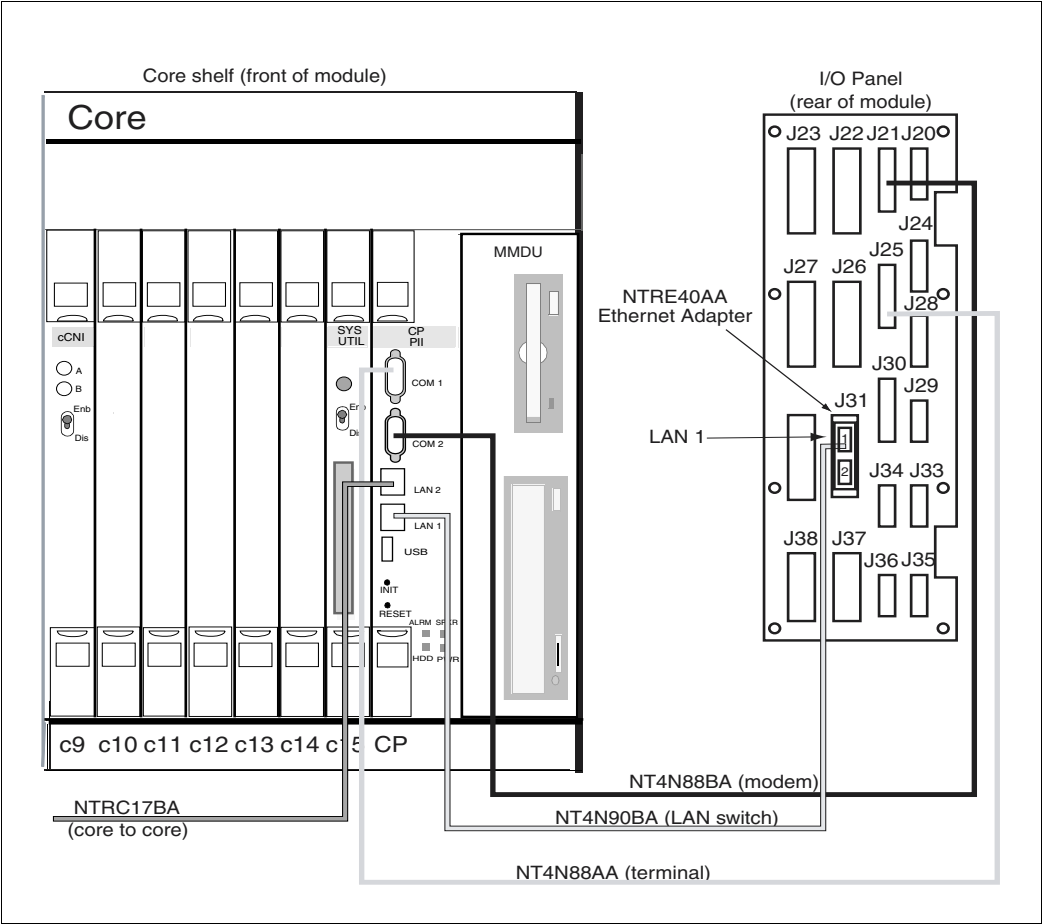 Core shelf (front of module)
I/O Panel
(rear of module)
Core
J23 J22 J21 J20
MMDU
J24
J25
J27 J26
NTRE40AA
Ethernet Adapter
J28
cCNI
SYS
UTIL
CP
PII
A
B
COM 1
J30
J29
J31
Enb
Dis
Enb
Dis
COM 2
LAN 1
1
2
LAN 2
J34 J33
LAN 1
USB
J38 J37
J36 J35
INIT
RESET
ALRM SPKR
HDD PWR
c9 c10 c11 c12 c13 c14 c15 CP
NT4N88BA (modem)
NTRC17BA
(core to core)
NT4N90BA (LAN switch)
NT4N88AA (terminal)